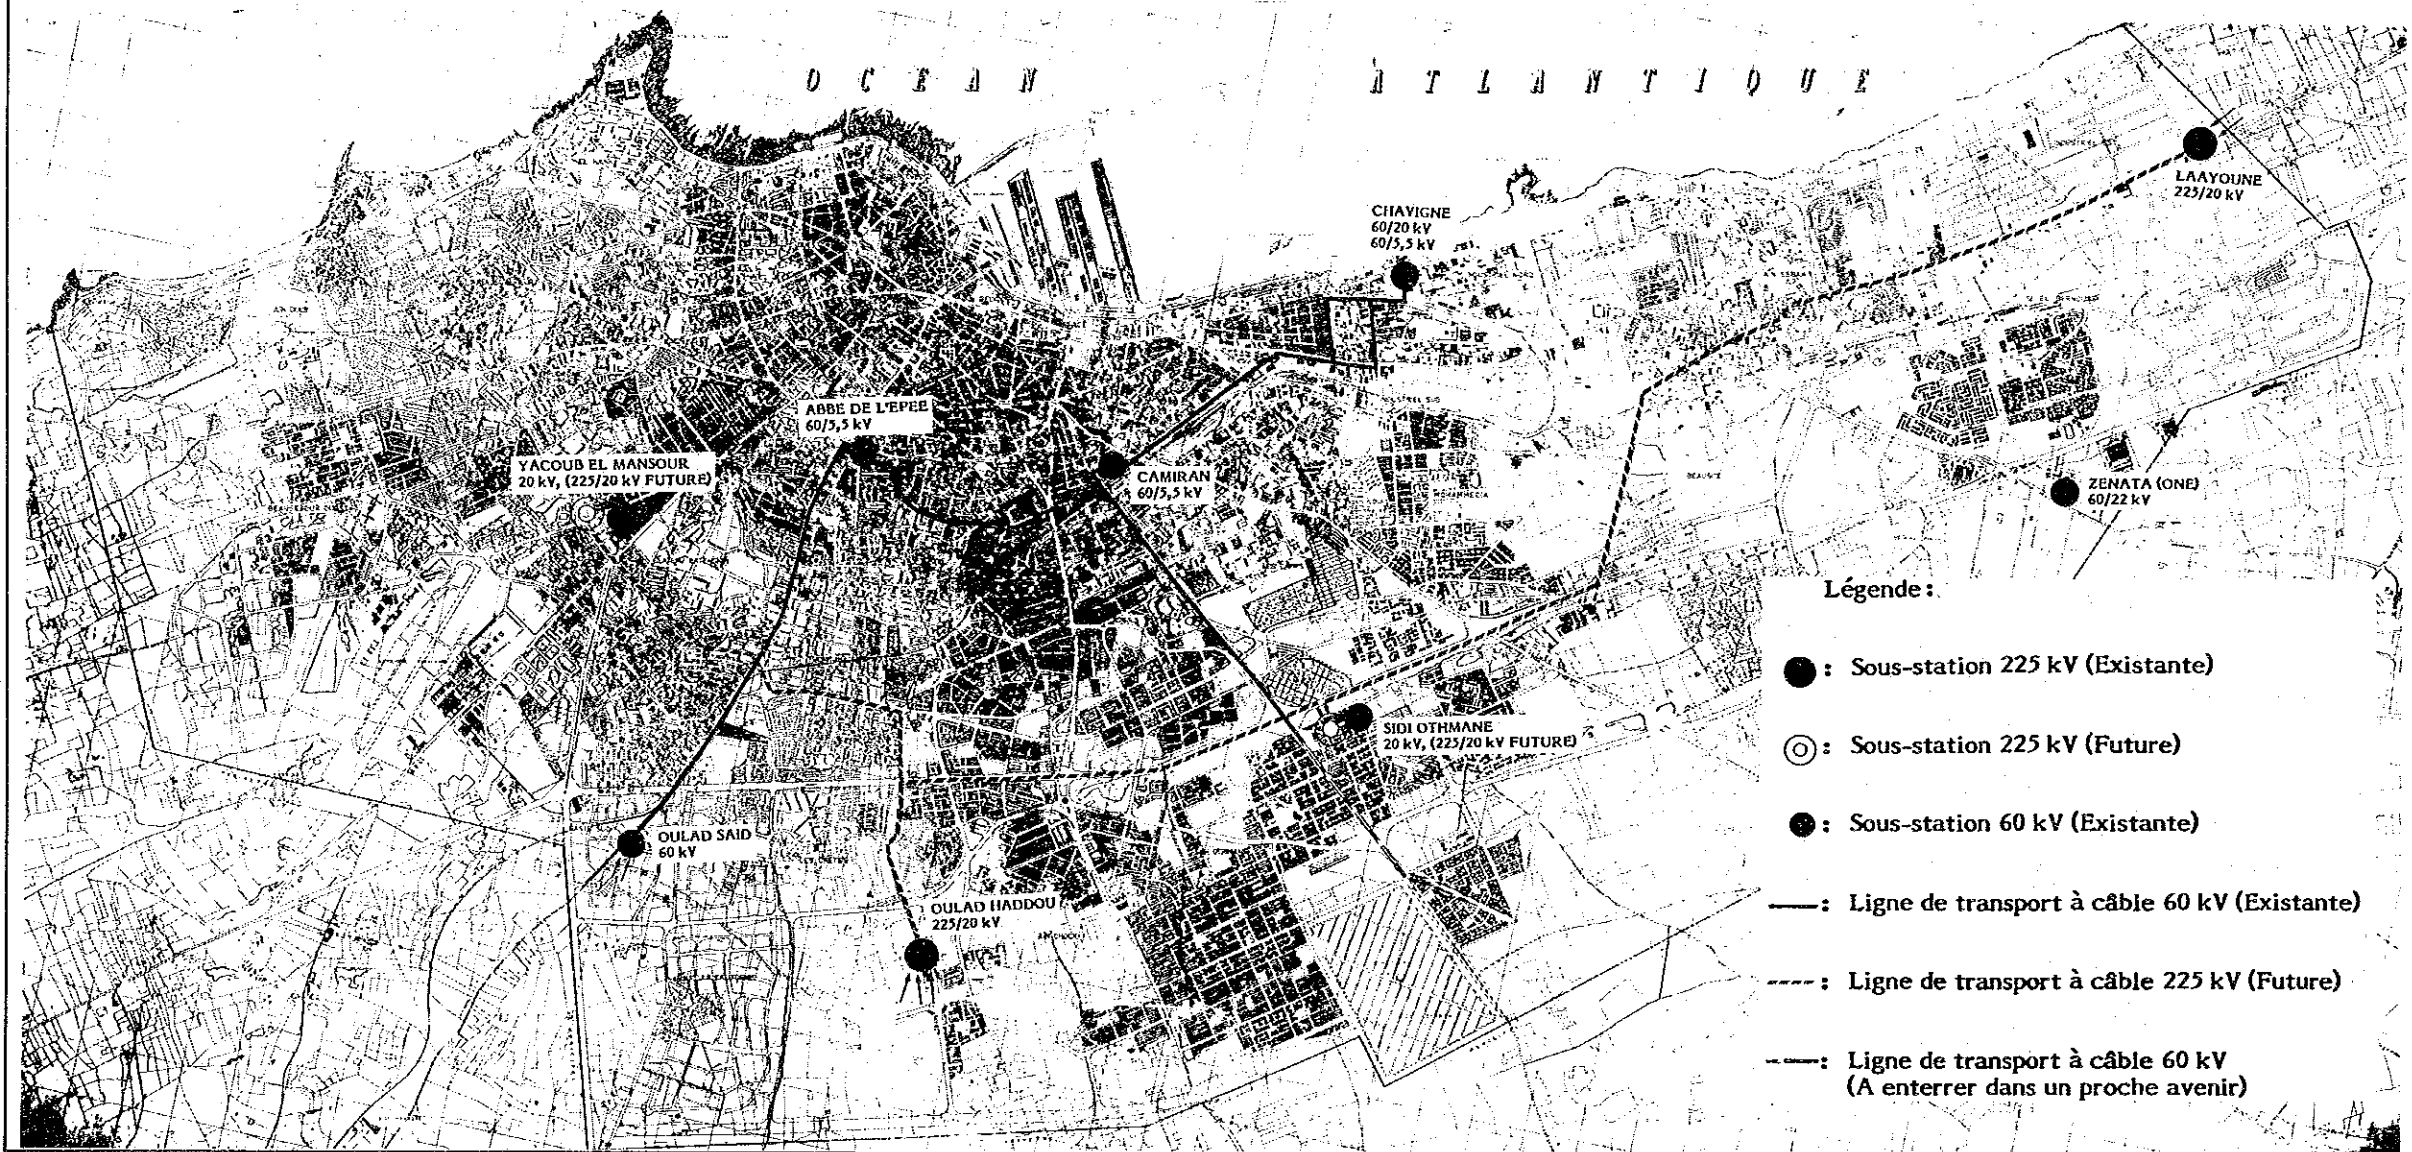 OCEAN ATLANTIQUE
LAAYOUNE
225/20 kV
CHAVIGNE
60/20 kV
60/5,5 kV
ABBE DE L'EPEE
60/5,5 kV
YACOUB EL MANSOUR
20 kV, (225/20 kV FUTURE)
CAMIRAN
60/5,5 kV
ZENATA (ONE)
60/22 kV
SIDI OTHMANE
20 kV, (225/20 kV FUTURE)
OULAD SAID
60 kV
OULAD HADDOU
225/20 kV
Légende :
: Sous-station 225 kV (Existante)
: Sous-station 225 kV (Future)
: Sous-station 60 kV (Existante)
: Ligne de transport à câble 60 kV (Existante)
: Ligne de transport à câble 225 kV (Future)
: Ligne de transport à câble 60 kV
(A enterrer dans un proche avenir)